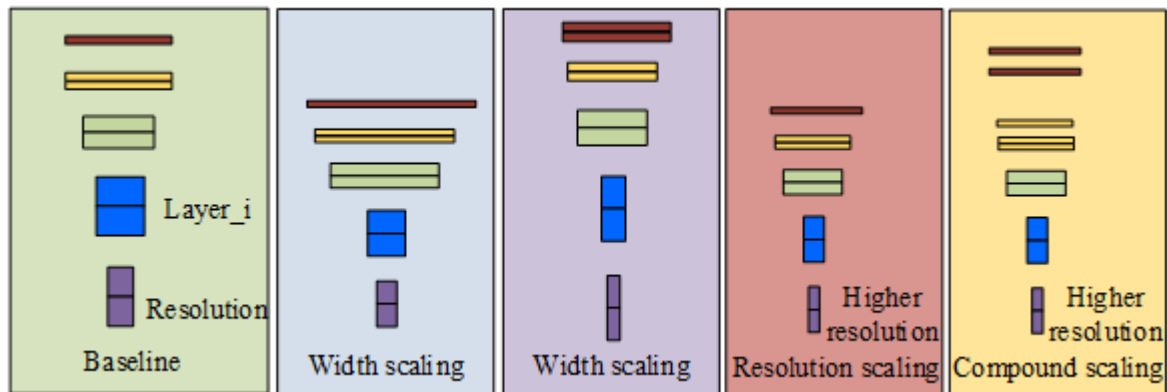 Layer_i
Resolution
Baseline
Width scaling
Width scaling
Higher
resolution
Resolution scaling
Higher
resolution
Compound scaling